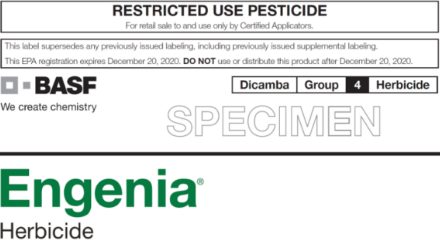 RESTRICTED USE PESTICIDE
For retail sale to and use only by Certified Applicators.
This label supersedes any previously issued labeling, including previously issued supplemental labeling.
This EPA registration expires December 20, 2020. DO NOT use or distribute this product after December 20, 2020.
BASF
We create chemistry
Dicamba Group 4 Herbicide
SPECIMEN
Engenia®
Herbicide